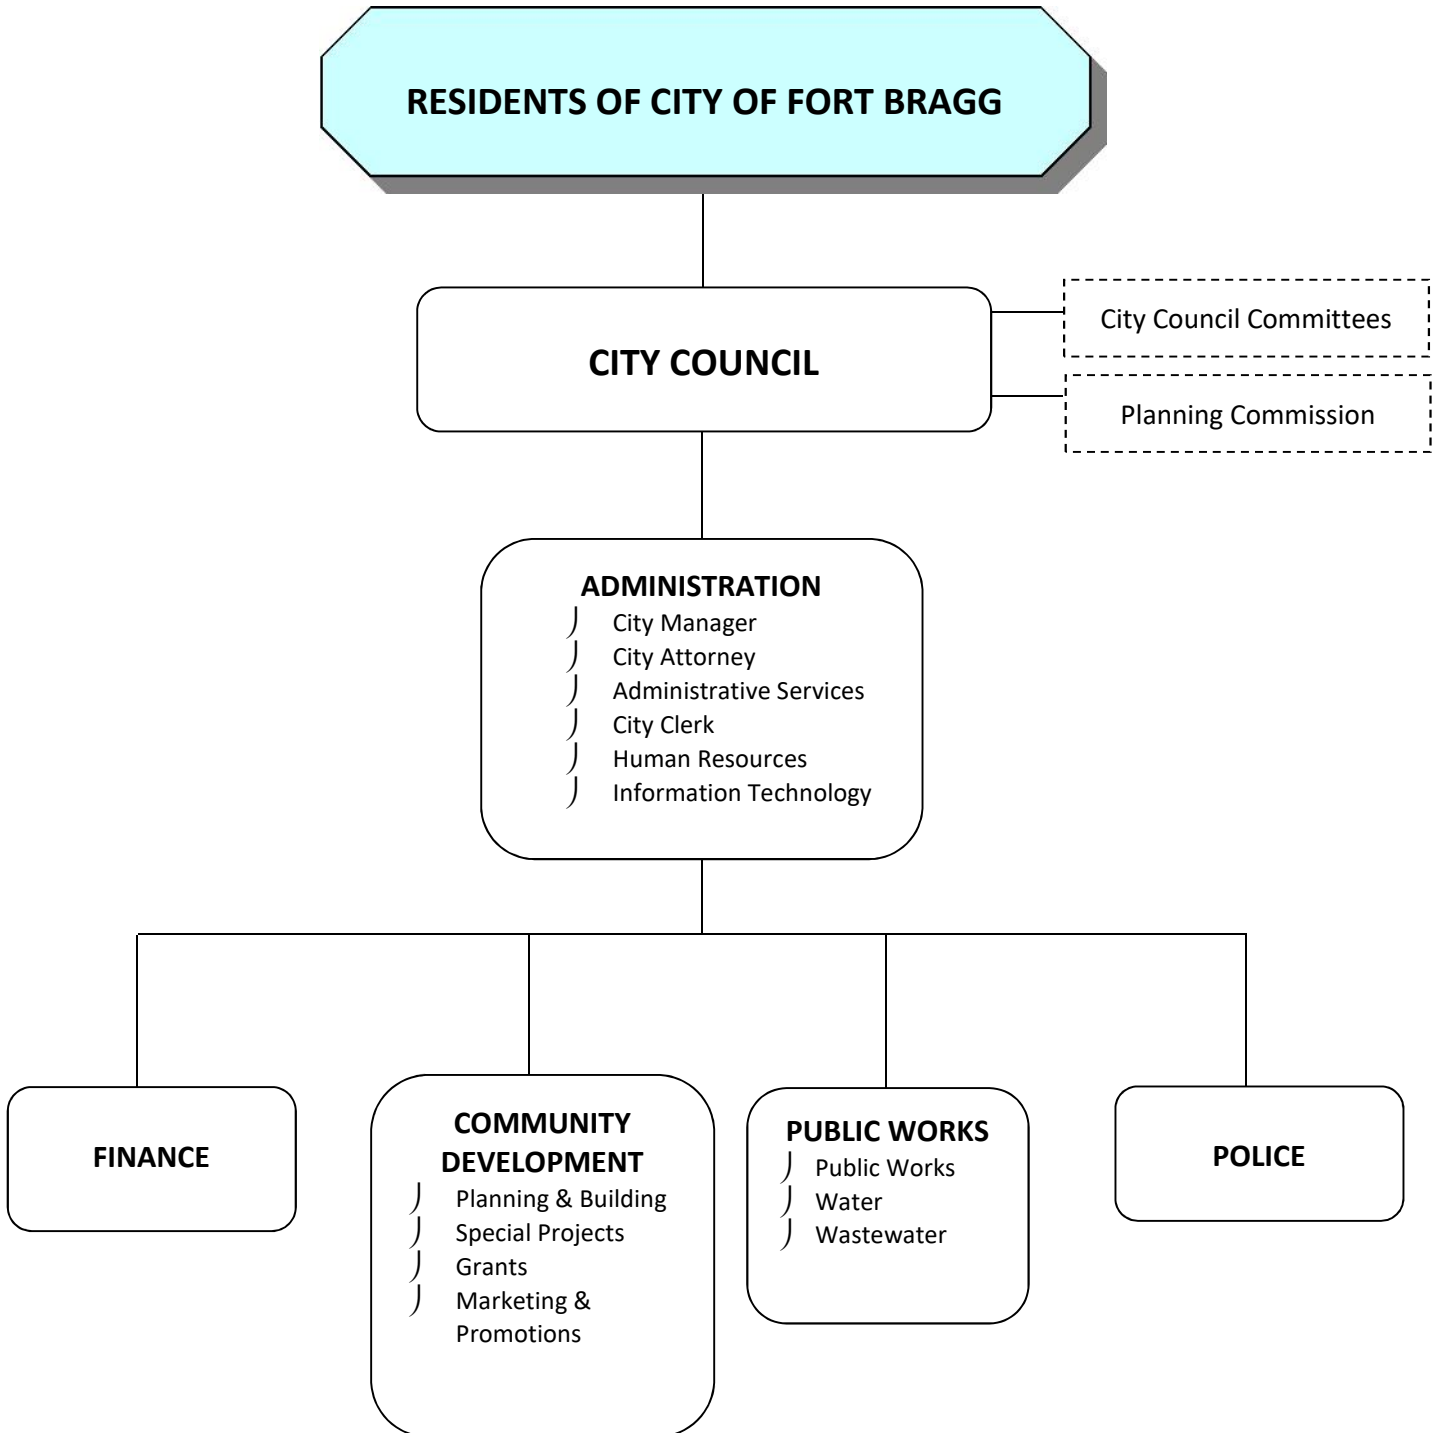 RESIDENTS OF CITY OF FORT BRAGG
CITY COUNCIL
City Council Committees
Planning Commission
ADMINISTRATION
City Manager
City Attorney
Administrative Services
City Clerk
Human Resources
Information Technology
FINANCE
COMMUNITY
DEVELOPMENT
Planning & Building
Special Projects
Grants
Marketing &
Promotions
PUBLIC WORKS
Public Works
Water
Wastewater
POLICE